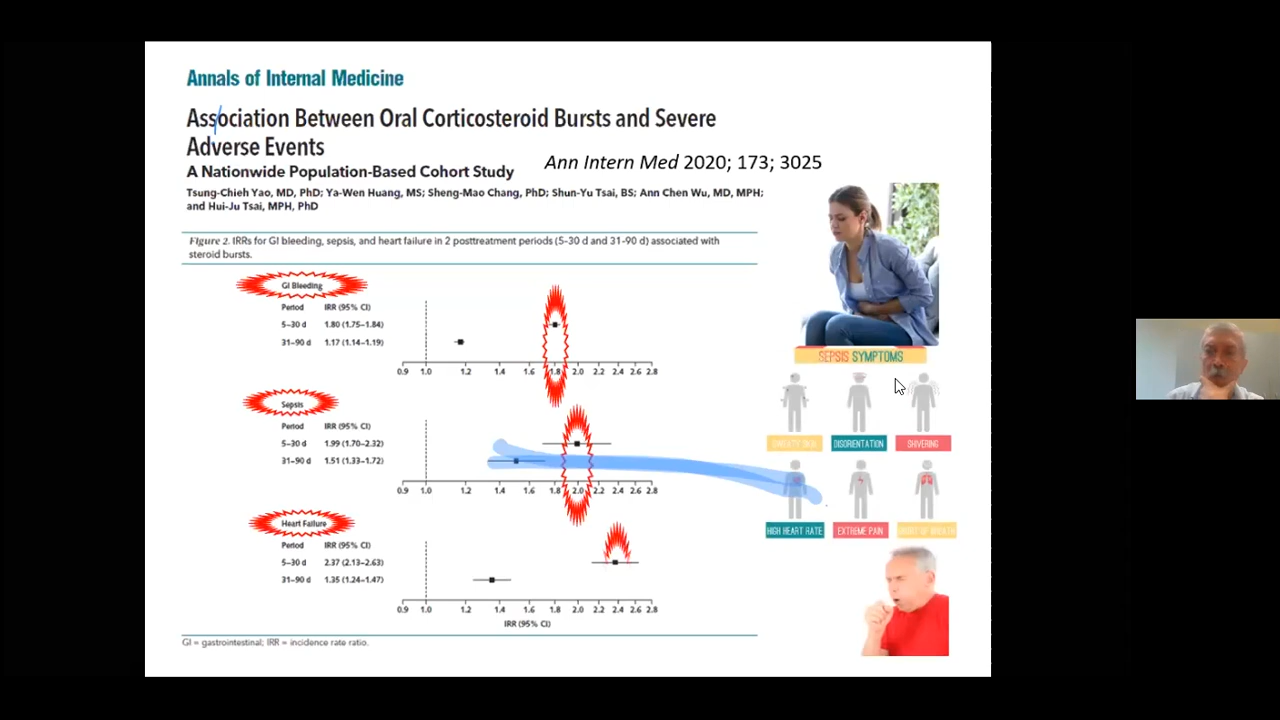 Annals of Internal Medicine
Association Between Oral Corticosteroid Bursts and Severe
Adverse Events
A Nationwide Population-Based Cohort Study
Ann Intern Med 2020; 173; 3025
Tsung-Chieh Yao, MD, PhD; Ya-Wen Huang, MS; Sheng-Mao Chang, PhD; Shun-Yu Tsai, BS; Ann Chen Wu, MD, MPH;
and Hui-Ju Tsai, MPH, PhD
Figure 2. IRRs for GI bleeding, sepsis, and heart failure in 2 posttreatment periods (5-30 d and 31-90 d) associated with
steroid bursts.
GI Bleeding
Period IRR (95% CI)
5–30 d 1.80 (1.75–1.84)
31–90 d 1.17 (1.14–1.19)
0.9 1.0 1.2 1.4 1.6 1.8 2.0 2.2 2.4 2.6 2.8
Sepsis
Period IRR (95% CI)
5–30 d 1.99 (1.70–2.32)
31–90 d 1.51 (1.33–1.72)
0.9 1.0 1.2 1.4 1.6 1.8 2.0 2.2 2.4 2.6 2.8
Heart Failure
Period IRR (95% CI)
5–30 d 2.37 (2.13–2.63)
31–90 d 1.35 (1.24–1.47)
0.9 1.0 1.2 1.4 1.6 1.8 2.0 2.2 2.4 2.6 2.8
IRR (95% CI)
GI = gastrointestinal; IRR = incidence rate ratio.
SEPSIS SYMPTOMS
SWEATY SKIN DISORIENTATION SHIVERING
HIGH HEART RATE EXTREME PAIN SHORT OF BREATH